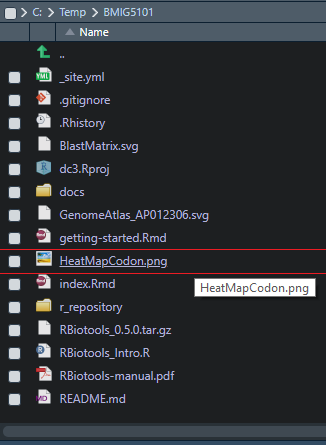 C: > Temp > BMIG5101
Name
..
_site.yml
.gitignore
.Rhistory
BlastMatrix.svg
dc3.Rproj
docs
GenomeAtlas_AP012306.svg
getting-started.Rmd
HeatMapCodon.png
index.Rmd
HeatMapCodon.png
r_repository
RBiotools_0.5.0.tar.gz
RBiotools_Intro.R
RBiotools-manual.pdf
README.md